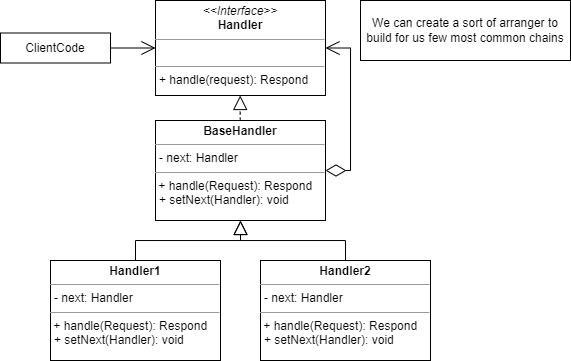 <<Interface>>
Handler
+ handle(request): Respond
ClientCode
We can create a sort of arranger to
build for us few most common chains
BaseHandler
- next: Handler
+ handle(Request): Respond
+ setNext(Handler): void
Handler1
- next: Handler
+ handle(Request): Respond
+ setNext(Handler): void
Handler2
- next: Handler
+ handle(Request): Respond
+ setNext(Handler): void